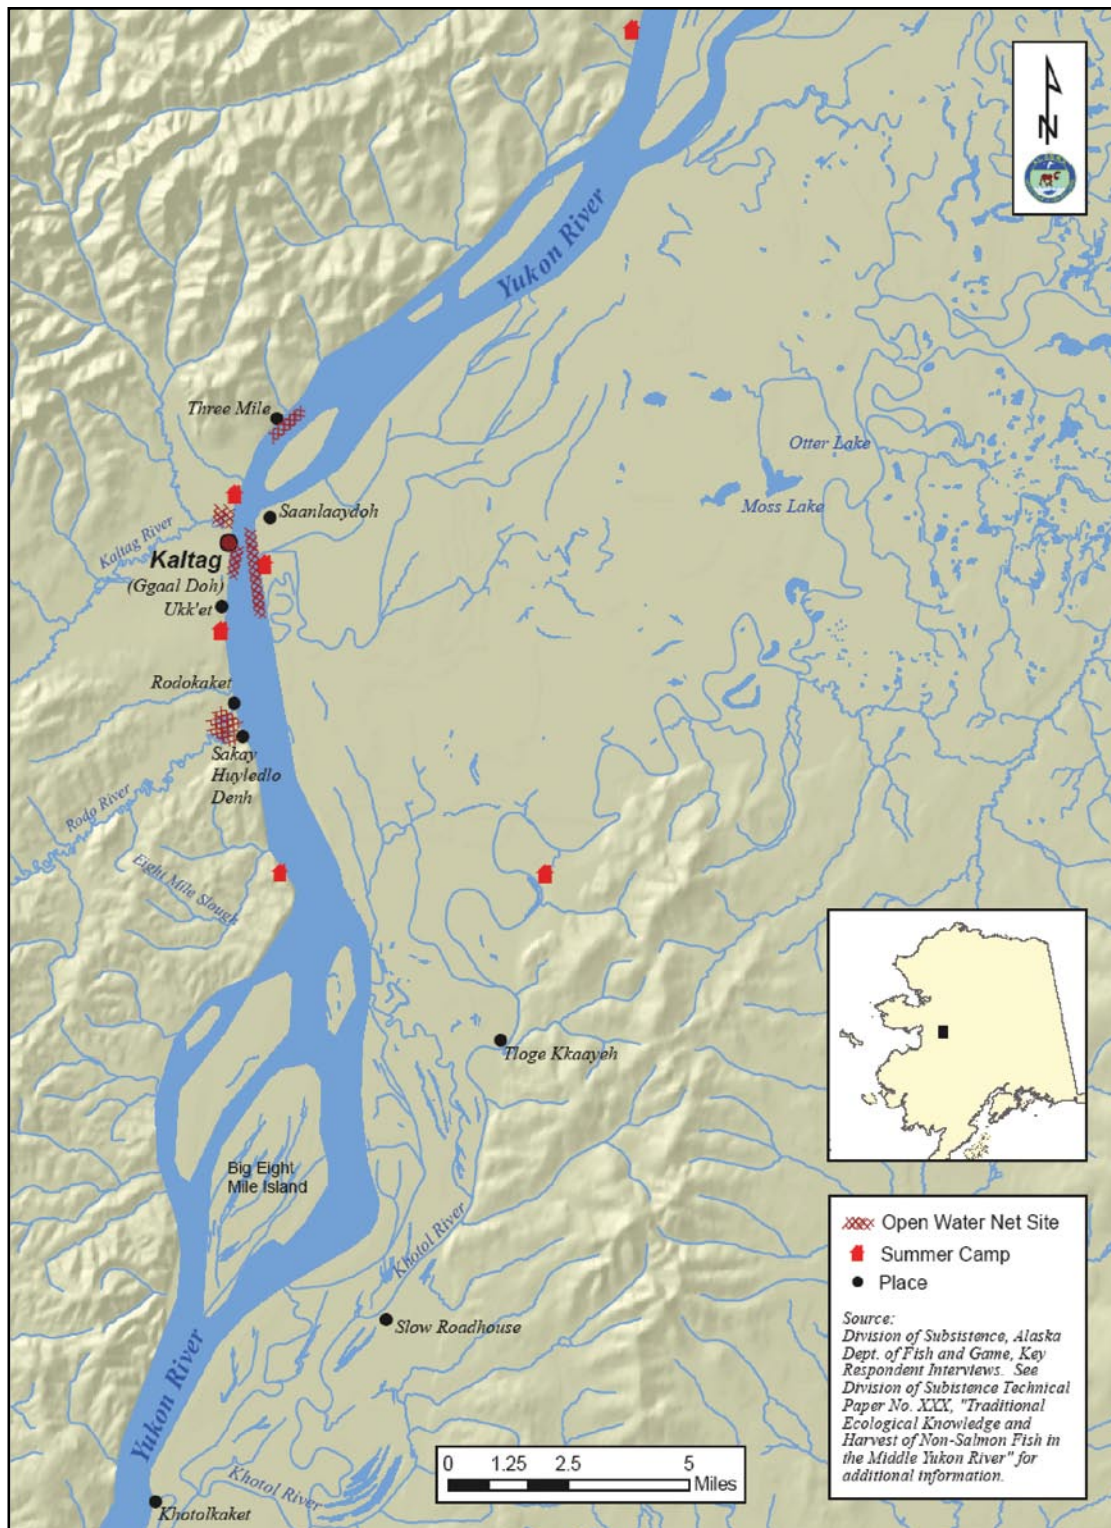 N
Yukon River
Three Mile
Otter Lake
Moss Lake
Saanlaaydoh
Kaltag River
Kaltag
(Ggaal Doh)
Ukk'et
Rodokaket
Sakay
Huyledlo
Denh
Rodo River
Eight Mile Slough
Tloge Kkaayeh
Big Eight
Mile Island
Khotol River
Slow Roadhouse
Yukon River
Khotol River
Khotolkaket
0 1.25 2.5 5
Miles
Open Water Net Site
Summer Camp
Place
Source:
Division of Subsistence, Alaska
Dept. of Fish and Game, Key
Respondent Interviews. See
Division of Subistence Technical
Paper No. XXX, "Traditional
Ecological Knowledge and
Harvest of Non-Salmon Fish in
the Middle Yukon River" for
additional information.